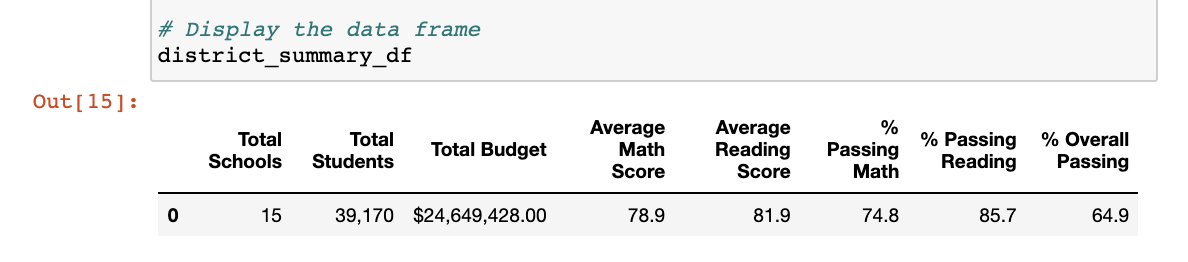 # Display the data frame
district_summary_df
Out[15]:
Total Schools Total Students Total Budget Average Math Score Average Reading Score % Passing Math % Passing Reading % Overall Passing
0 15 39,170 $24,649,428.00 78.9 81.9 74.8 85.7 64.9